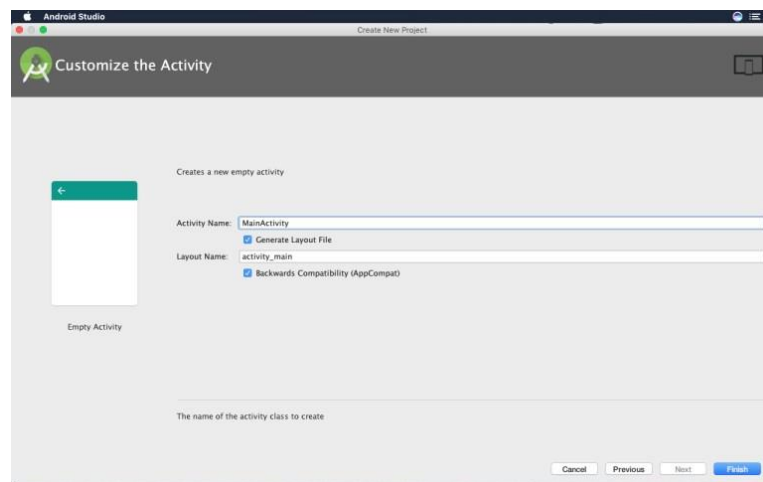 Android Studio
Create New Project
Customize the Activity
Creates a new empty activity
Activity Name: MainActivity
Generate Layout File
Layout Name: activity_main
Backwards Compatibility (AppCompat)
Empty Activity
The name of the activity class to create
Cancel Previous Next Finish